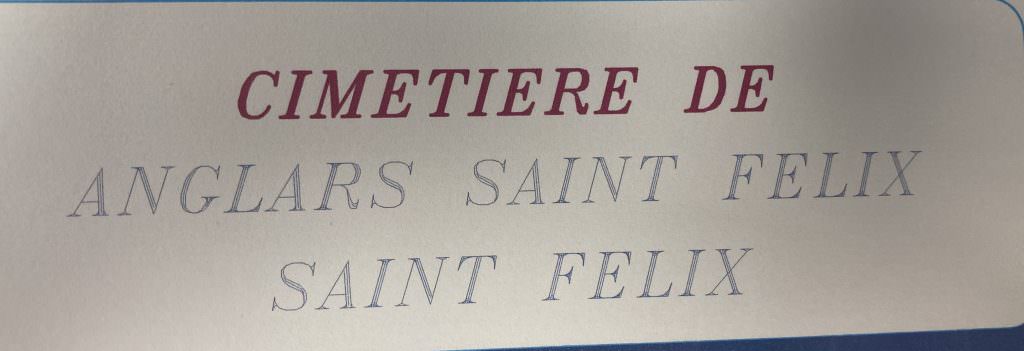 CIMETIERE DE
ANGLARS SAINT FELIX
SAINT FELIX